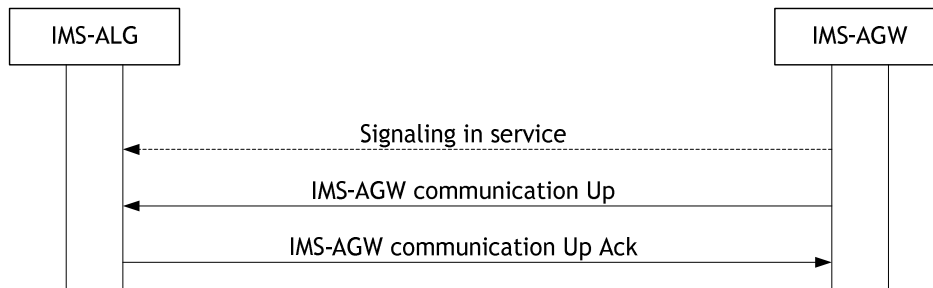 IMS-ALG
IMS-AGW
Signaling in service
IMS-AGW communication Up
IMS-AGW communication Up Ack